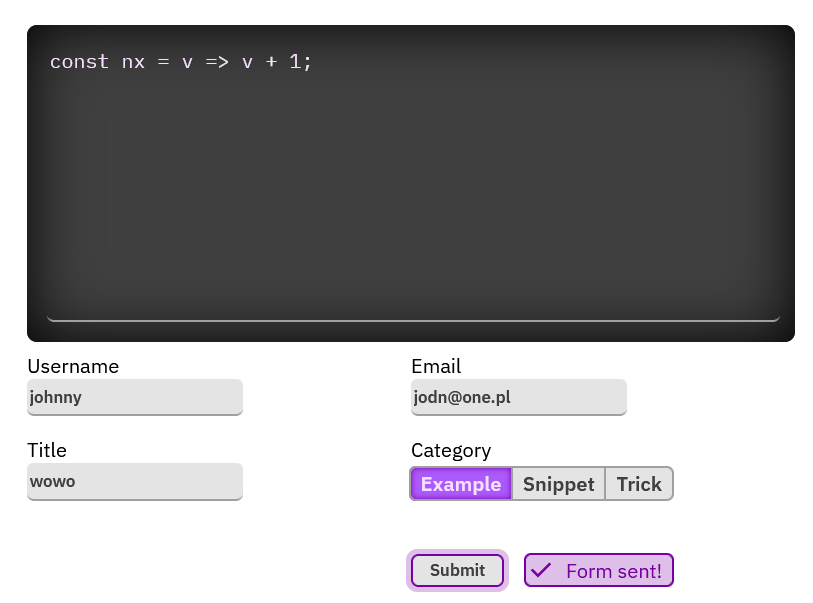 const nx = v => v + 1;
Username
Email
johnny
jodn@one.pl
Title
Category
wowo
Example Snippet Trick
Submit
Form sent!